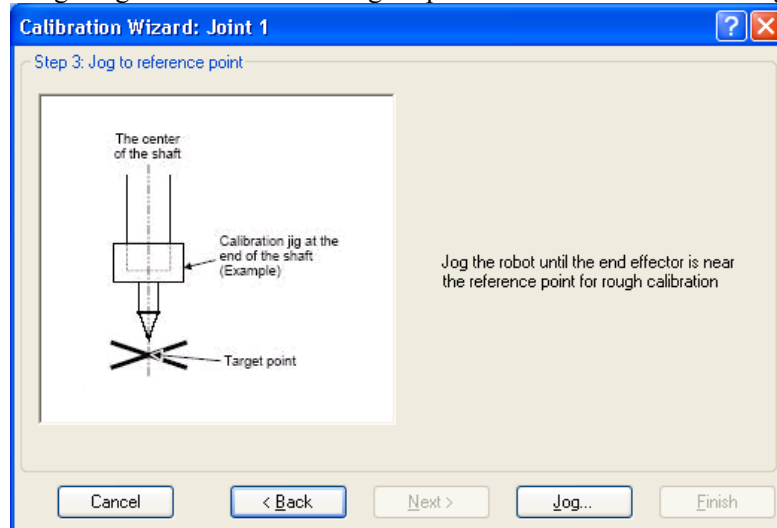 Calibration Wizard: Joint 1
Step 3: Jog to reference point
The center
of the shaft
Calibration jig at the
end of the shaft
(Example)
Target point
Jog the robot until the end effector is near
the reference point for rough calibration
Cancel
< Back
Next >
Jog...
Finish